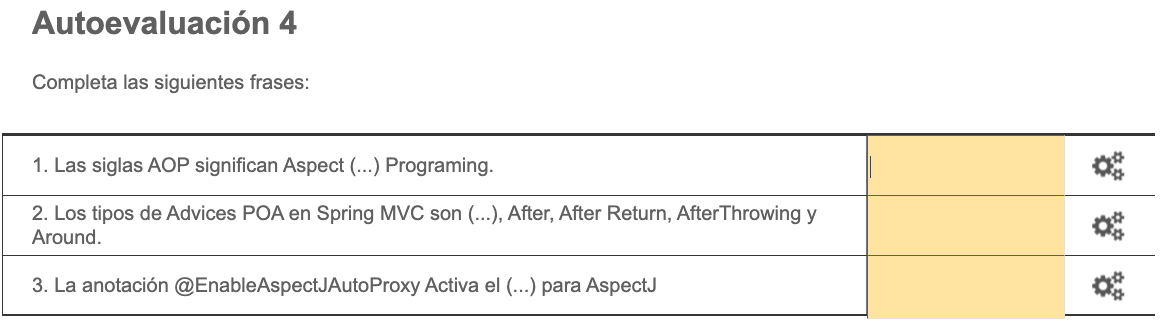 Autoevaluación 4
Completa las siguientes frases:
1. Las siglas AOP significan Aspect (...) Programing.
2. Los tipos de Advices POA en Spring MVC son (...), After, After Return, AfterThrowing y
Around.
3. La anotación @EnableAspectJAutoProxy Activa el (...) para AspectJ